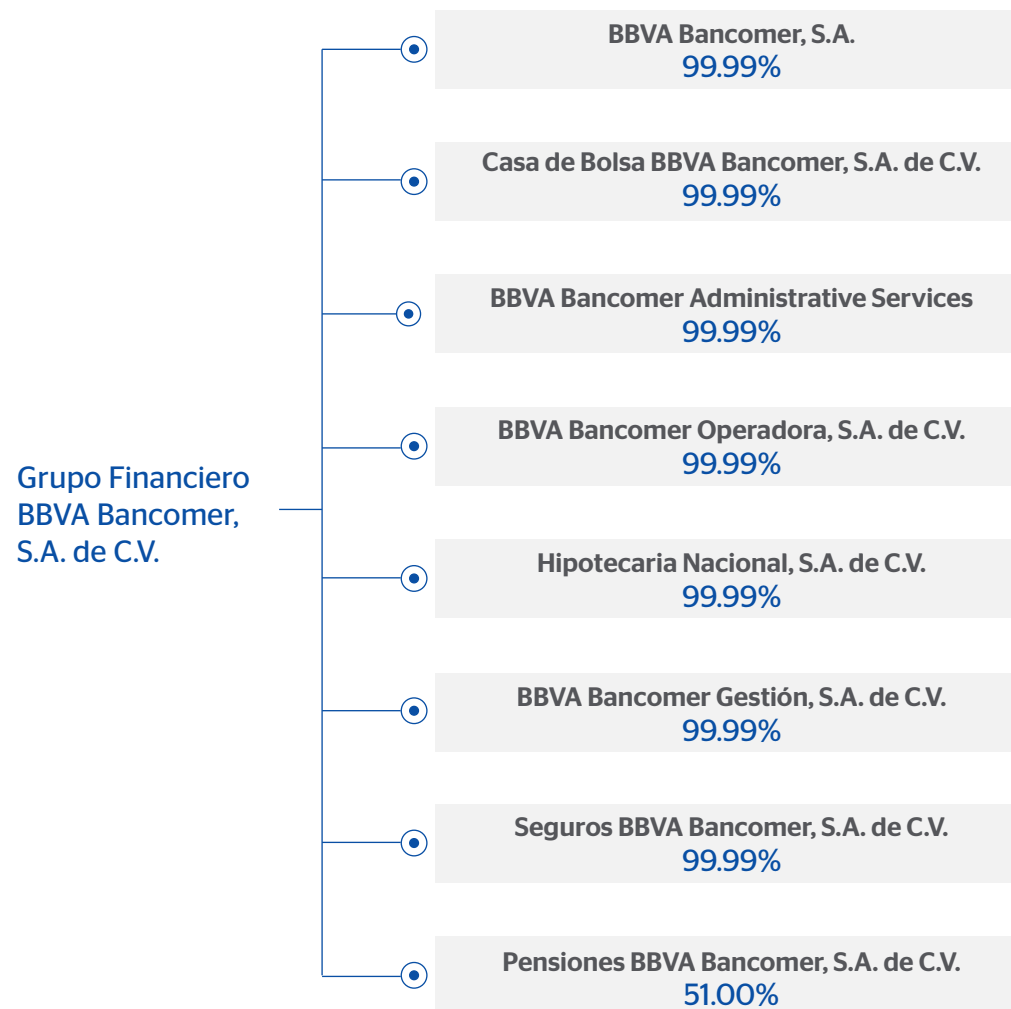 BBVA Bancomer, S.A.
99.99%
Casa de Bolsa BBVA Bancomer, S.A. de C.V.
99.99%
BBVA Bancomer Administrative Services
99.99%
BBVA Bancomer Operadora, S.A. de C.V.
99.99%
Grupo Financiero
BBVA Bancomer,
S.A. de C.V.
Hipotecaria Nacional, S.A. de C.V.
99.99%
BBVA Bancomer Gestión, S.A. de C.V.
99.99%
Seguros BBVA Bancomer, S.A. de C.V.
99.99%
Pensiones BBVA Bancomer, S.A. de C.V.
51.00%